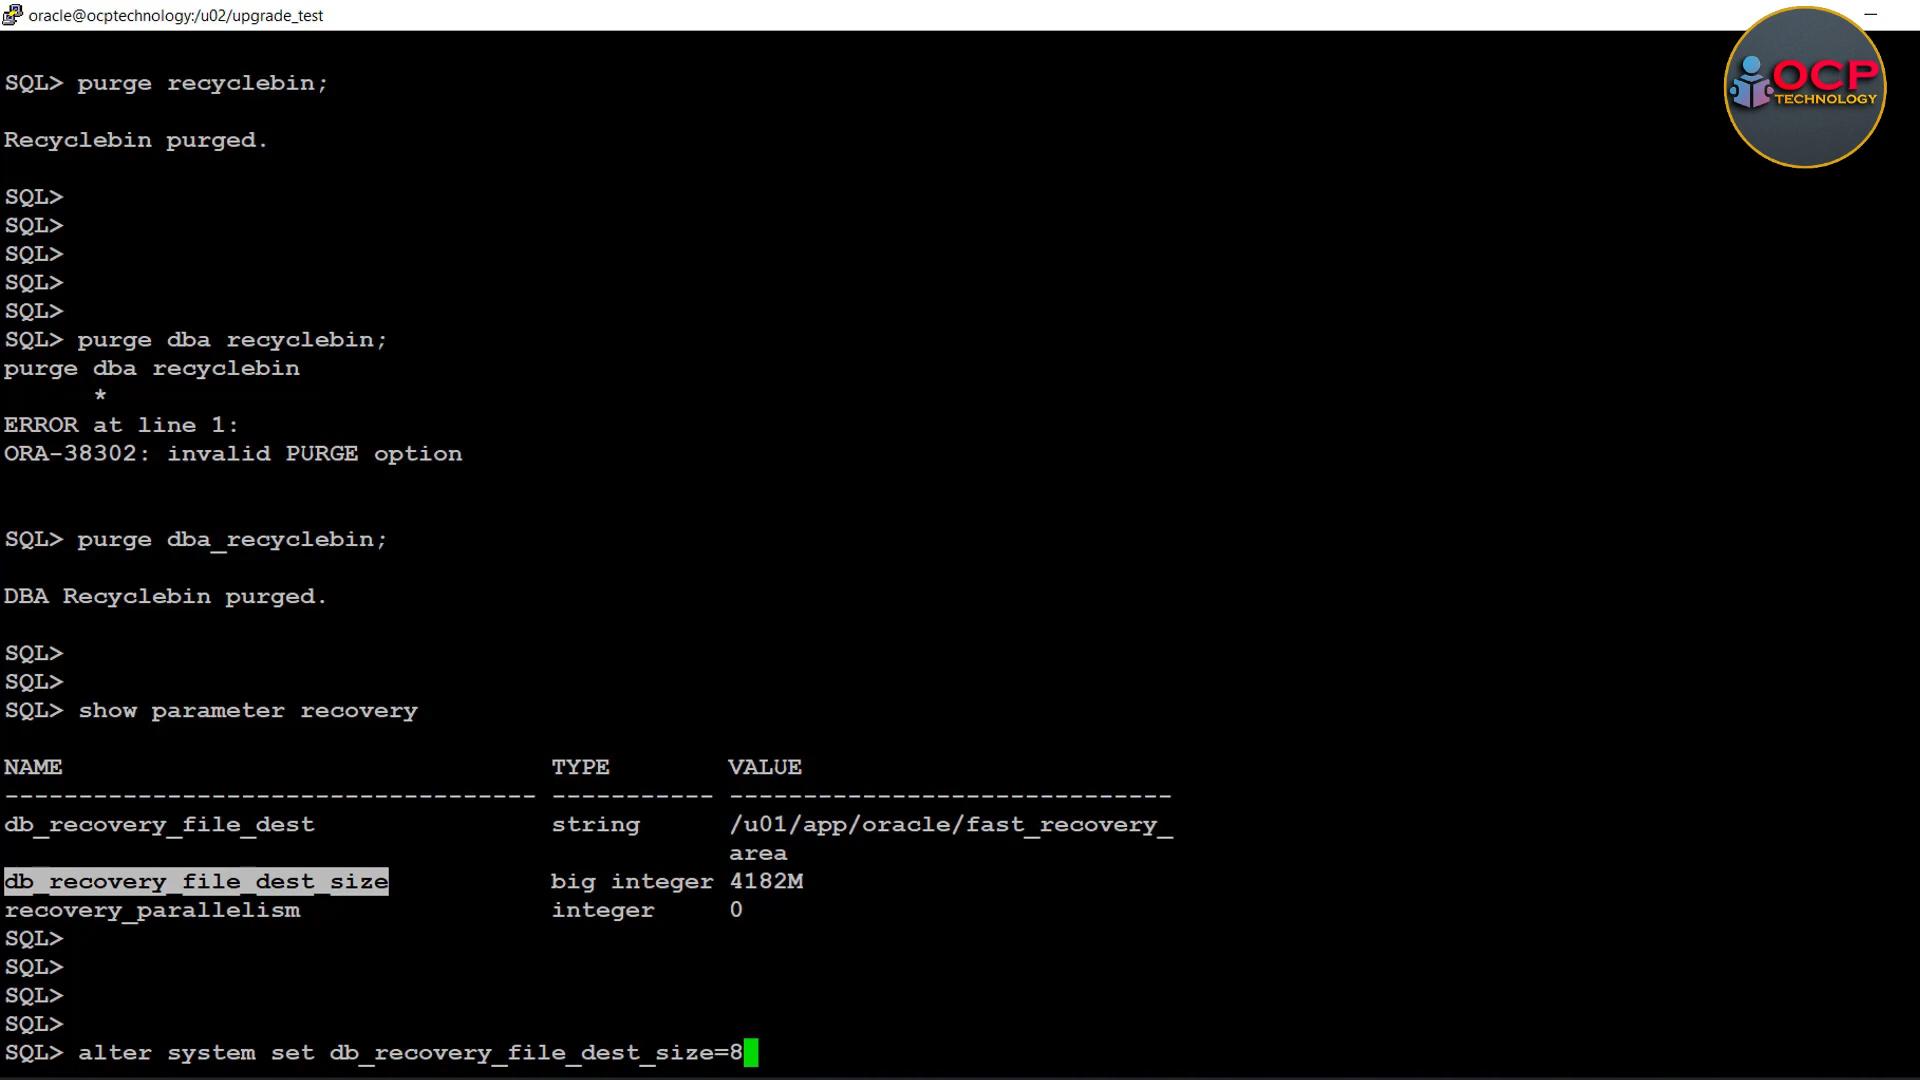 oracle@ocptechnology:/u02/upgrade_test
OCP
TECHNOLOGY
SQL> purge recyclebin;
Recyclebin purged.
SQL>
SQL>
SQL>
SQL>
SQL>
SQL> purge dba recyclebin;
purge dba recyclebin
*
ERROR at line 1:
ORA-38302: invalid PURGE option
SQL> purge dba_recyclebin;
DBA Recyclebin purged.
SQL>
SQL>
SQL> show parameter recovery
NAME TYPE VALUE
------------------------------------ ----------- ------------------------------
db_recovery_file_dest string /u01/app/oracle/fast_recovery_
area
db_recovery_file_dest_size big integer 4182M
recovery_parallelism integer 0
SQL>
SQL>
SQL>
SQL>
SQL> alter system set db_recovery_file_dest_size=8